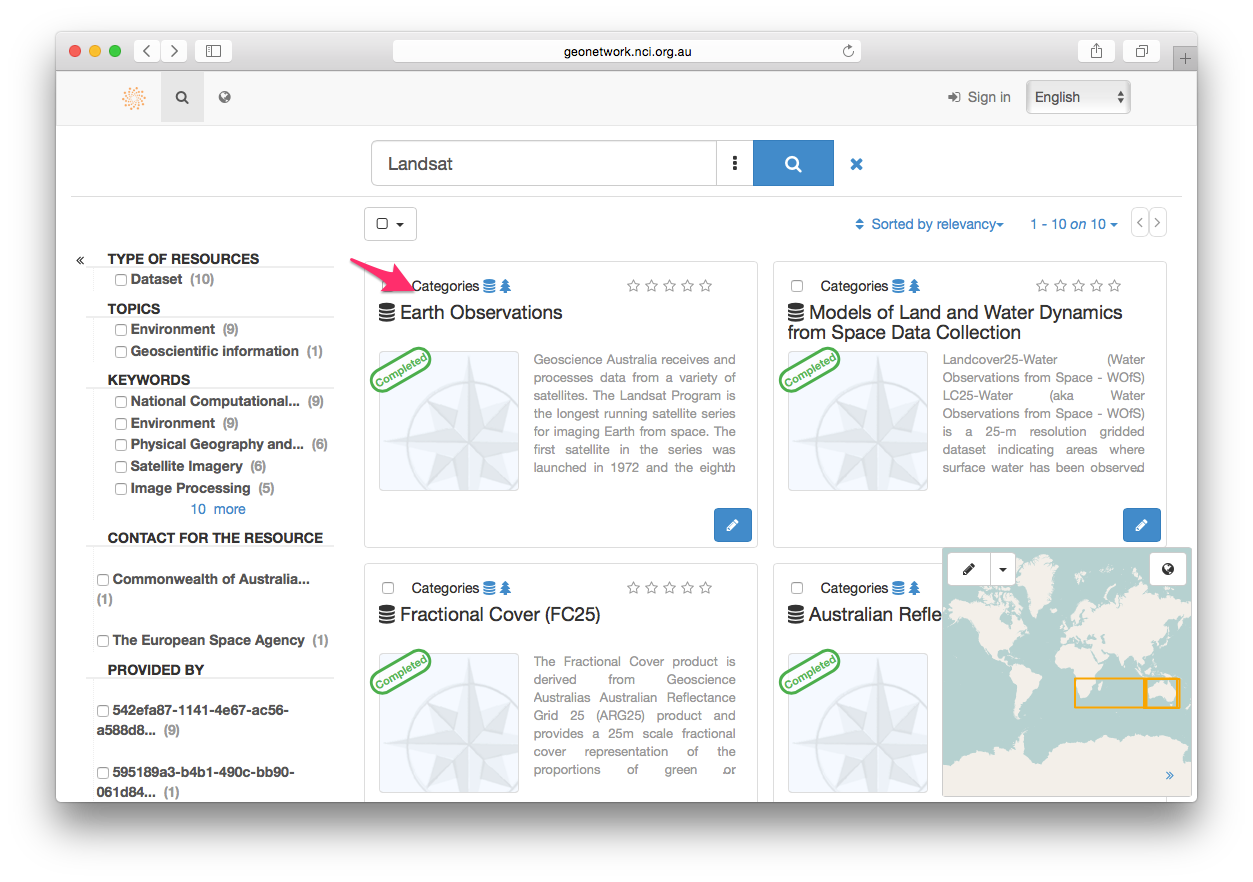 geonetwork.nci.org.au
Sign in
English
Landsat
Sorted by relevancy
1 - 10 on 10
«
TYPE OF RESOURCES
Dataset (10)
TOPICS
Environment (9)
Geoscientific information (1)
KEYWORDS
National Computational... (9)
Environment (9)
Physical Geography and... (6)
Satellite Imagery (6)
Image Processing (5)
10 more
CONTACT FOR THE RESOURCE
Commonwealth of Australia...
(1)
The European Space Agency (1)
PROVIDED BY
542efa87-1141-4e67-ac56-
a588d8... (9)
595189a3-b4b1-490c-bb90-
061d84... (1)
Categories
Earth Observations
Completed
Geoscience Australia receives and
processes data from a variety of
satellites. The Landsat Program is
the longest running satellite series
for imaging Earth from space. The
first satellite in the series was
launched in 1972 and the eighth
Categories
Models of Land and Water Dynamics
from Space Data Collection
Completed
Landcover25-Water (Water
Observations from Space - WOfS)
LC25-Water (aka Water
Observations from Space - WOfS)
is a 25-m resolution gridded
dataset indicating areas where
surface water has been observed
Categories
Fractional Cover (FC25)
Completed
The Fractional Cover product is
derived from Geoscience
Australias Australian Reflectance
Grid 25 (ARG25) product and
provides a 25m scale fractional
cover representation of the
proportions of green or
Categories
Australian Refle
Completed
»